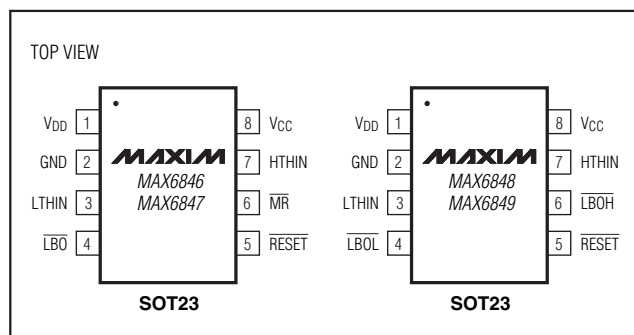 TOP VIEW
VDD 1
GND 2
LTHIN 3
LBO 4
MAXIM
MAX6846
MAX6847
8 VCC
7 HTHIN
6 MR
5 RESET
SOT23
VDD 1
GND 2
LTHIN 3
LBOL 4
MAXIM
MAX6848
MAX6849
8 VCC
7 HTHIN
6 LBOH
5 RESET
SOT23